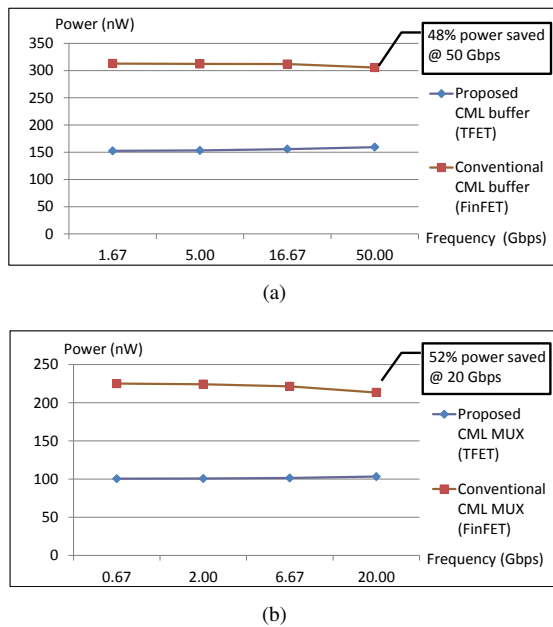 Power (nW)
48% power saved
@ 50 Gbps
350
300
250
200
150
100
50
0
1.67 5.00 16.67 50.00
Proposed
CML buffer
(TFET)
Conventional
CML buffer
(FinFET)
Frequency (Gbps)
(a)
Power (nW)
52% power saved
@ 20 Gbps
250
200
150
100
50
0
0.67 2.00 6.67 20.00
Proposed
CML MUX
(TFET)
Conventional
CML MUX
(FinFET)
Frequency (Gbps)
(b)